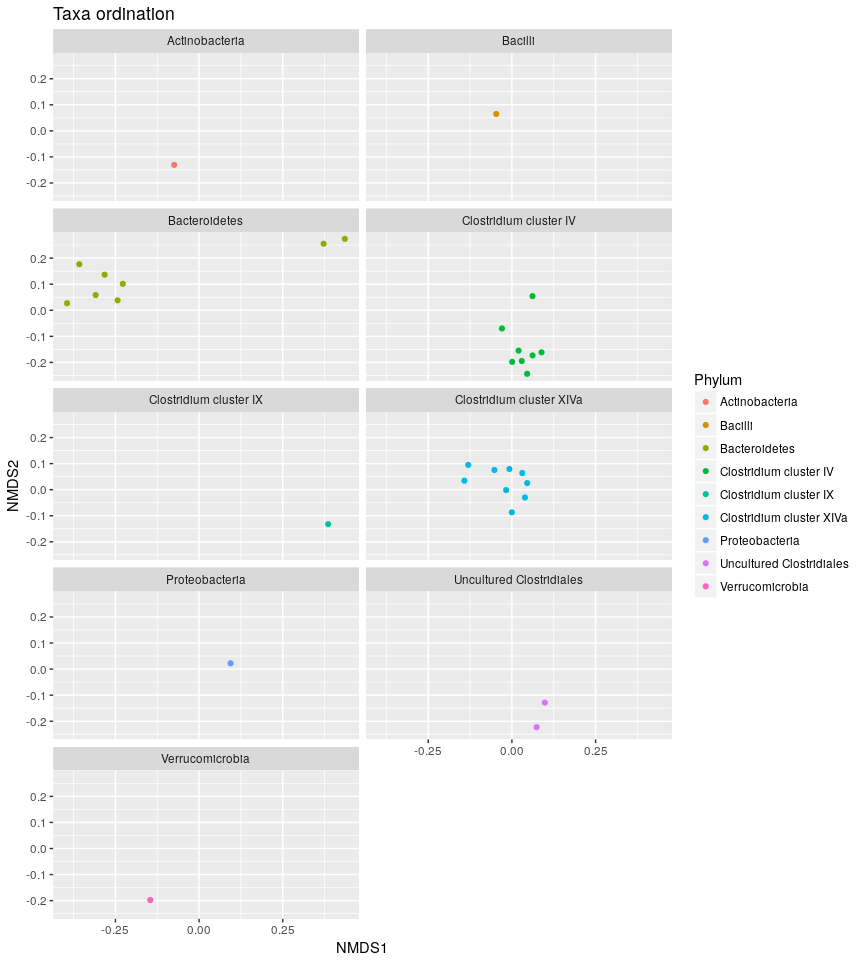 Taxa ordination
Actinobacteria
Bacilli
0.2
0.1
0.0
-0.1
-0.2
Bacteroidetes
Clostridium cluster IV
0.2
0.1
0.0
-0.1
-0.2
Clostridium cluster IX
Clostridium cluster XIVa
0.2
0.1
0.0
-0.1
-0.2
Proteobacteria
Uncultured Clostridiales
0.2
0.1
0.0
-0.1
-0.2
-0.25 0.00 0.25
Verrucomicrobia
0.2
0.1
0.0
-0.1
-0.2
-0.25 0.00 0.25
NMDS1
NMDS2
Phylum
Actinobacteria
Bacilli
Bacteroidetes
Clostridium cluster IV
Clostridium cluster IX
Clostridium cluster XIVa
Proteobacteria
Uncultured Clostridiales
Verrucomicrobia